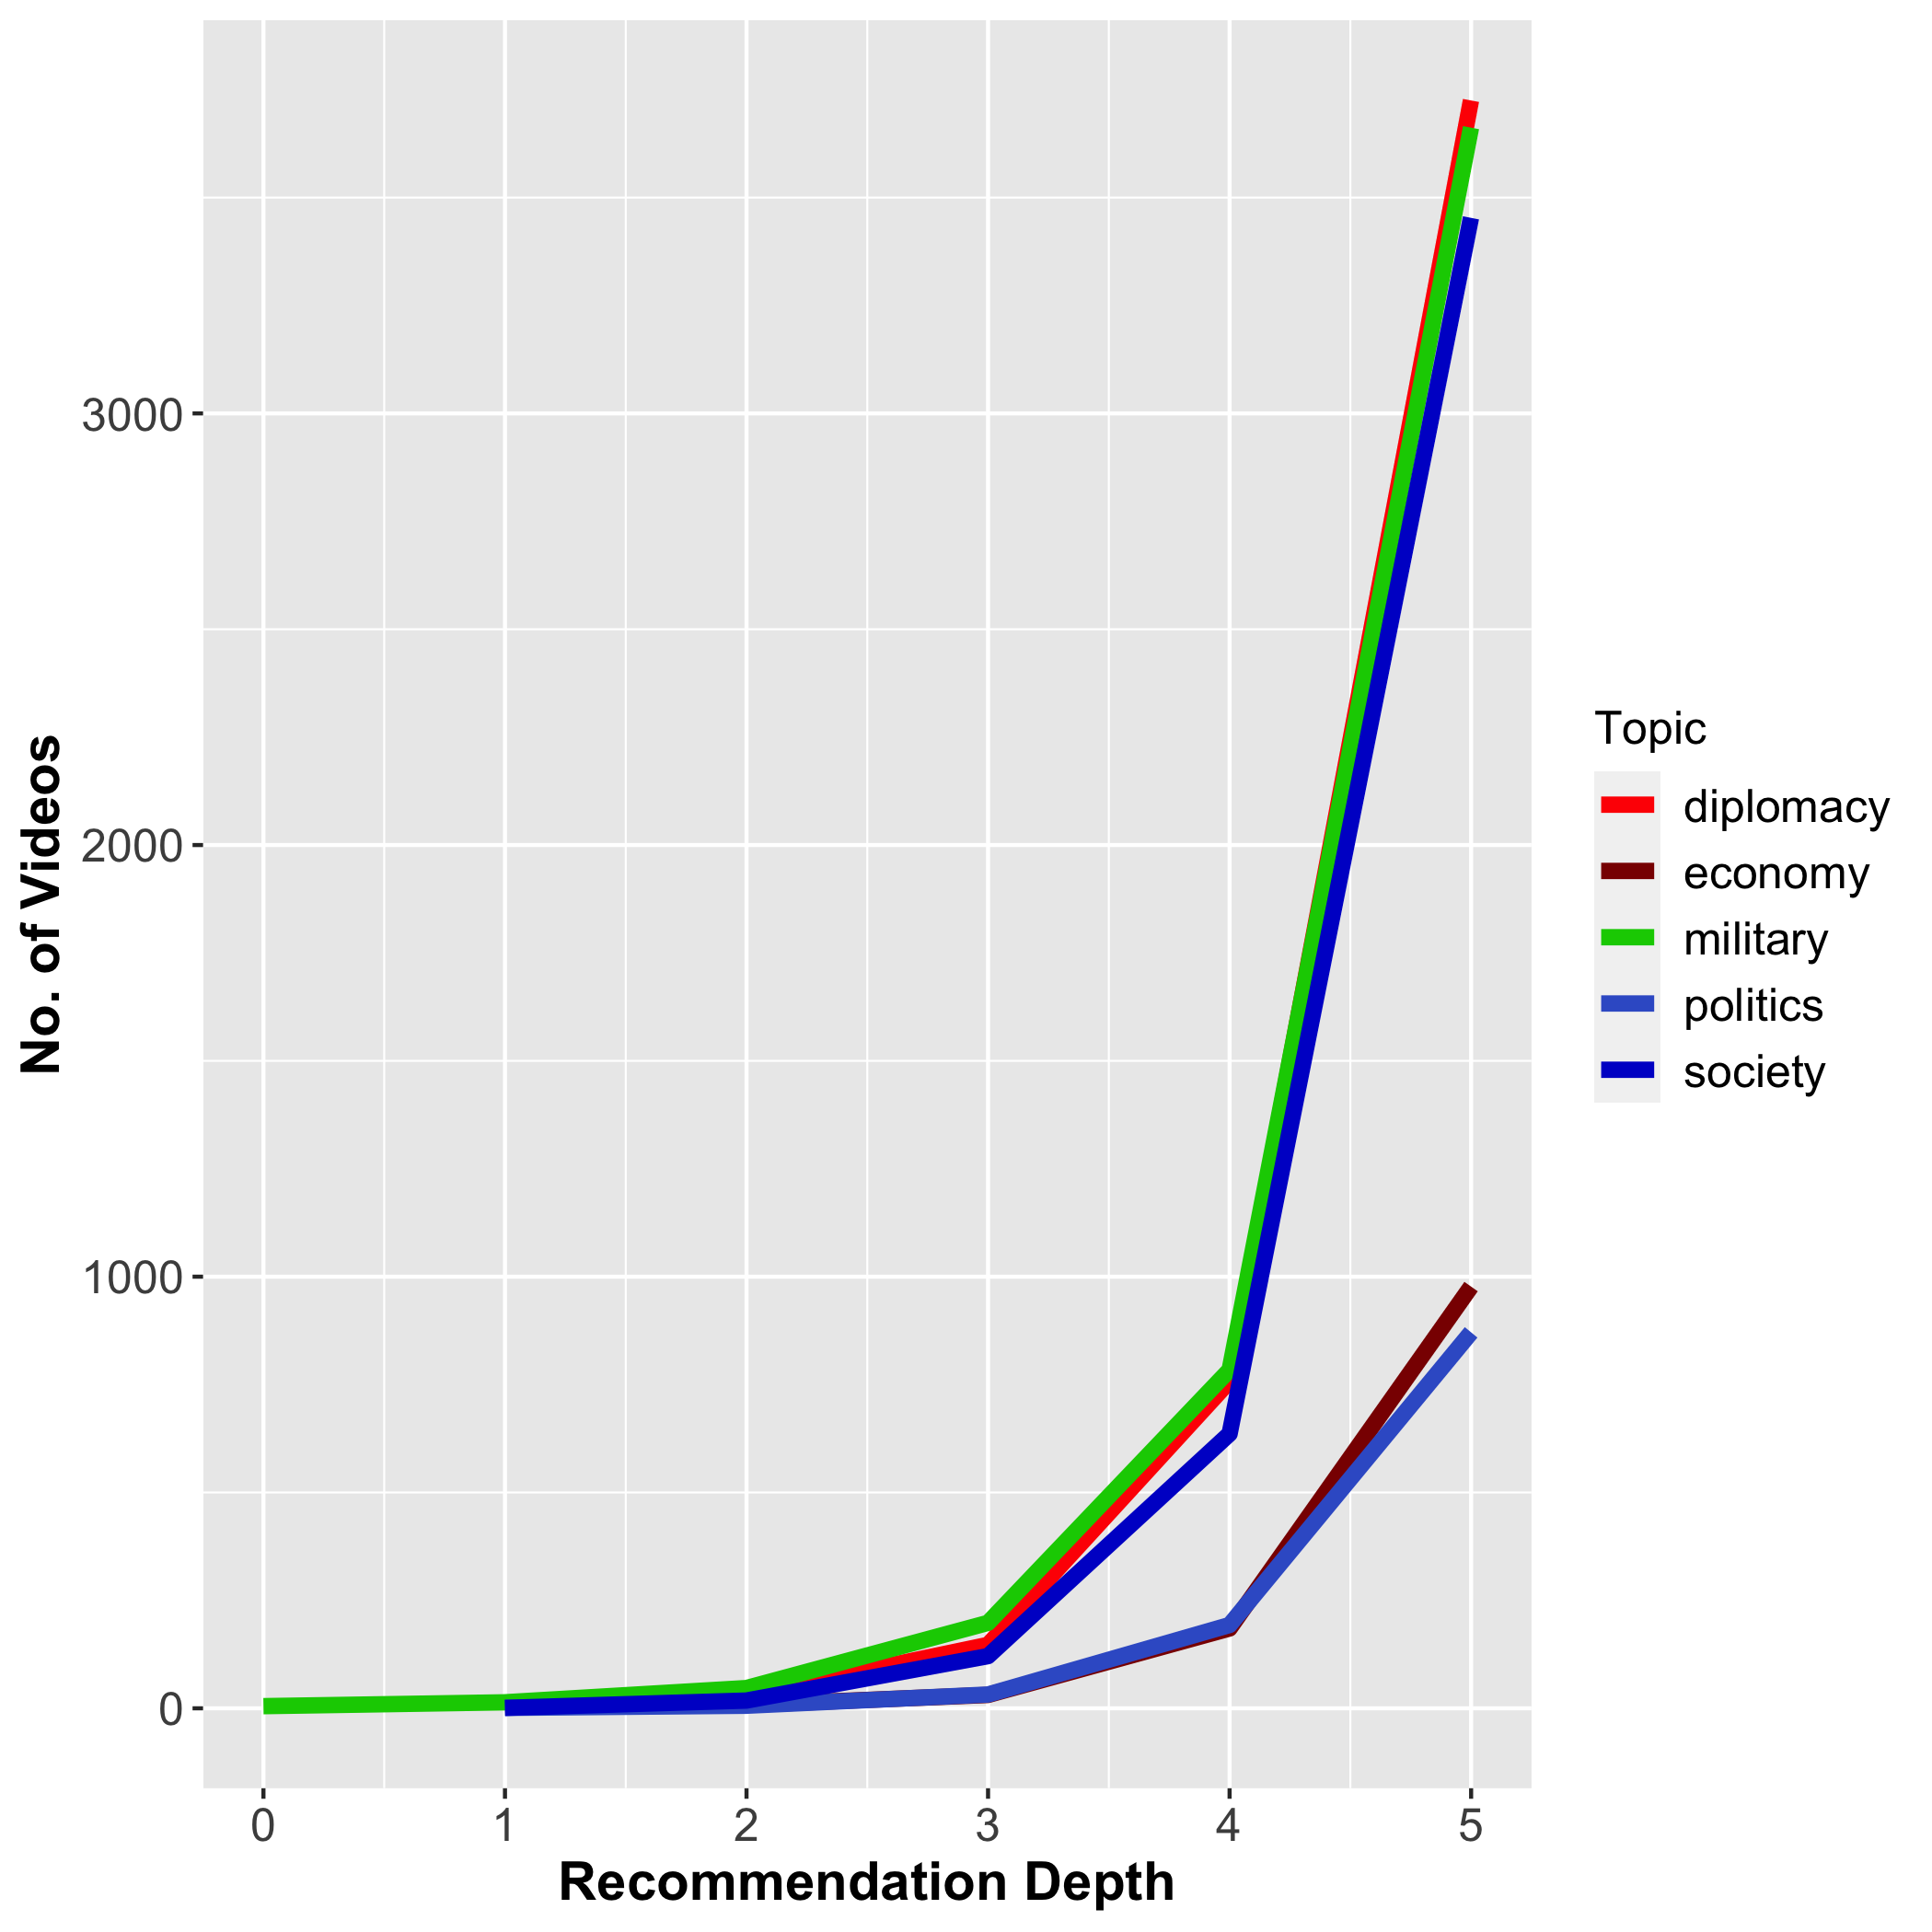 No. of Videos
3000
2000
1000
0
0 1 2 3 4 5
Recommendation Depth
Topic
diplomacy
economy
military
politics
society